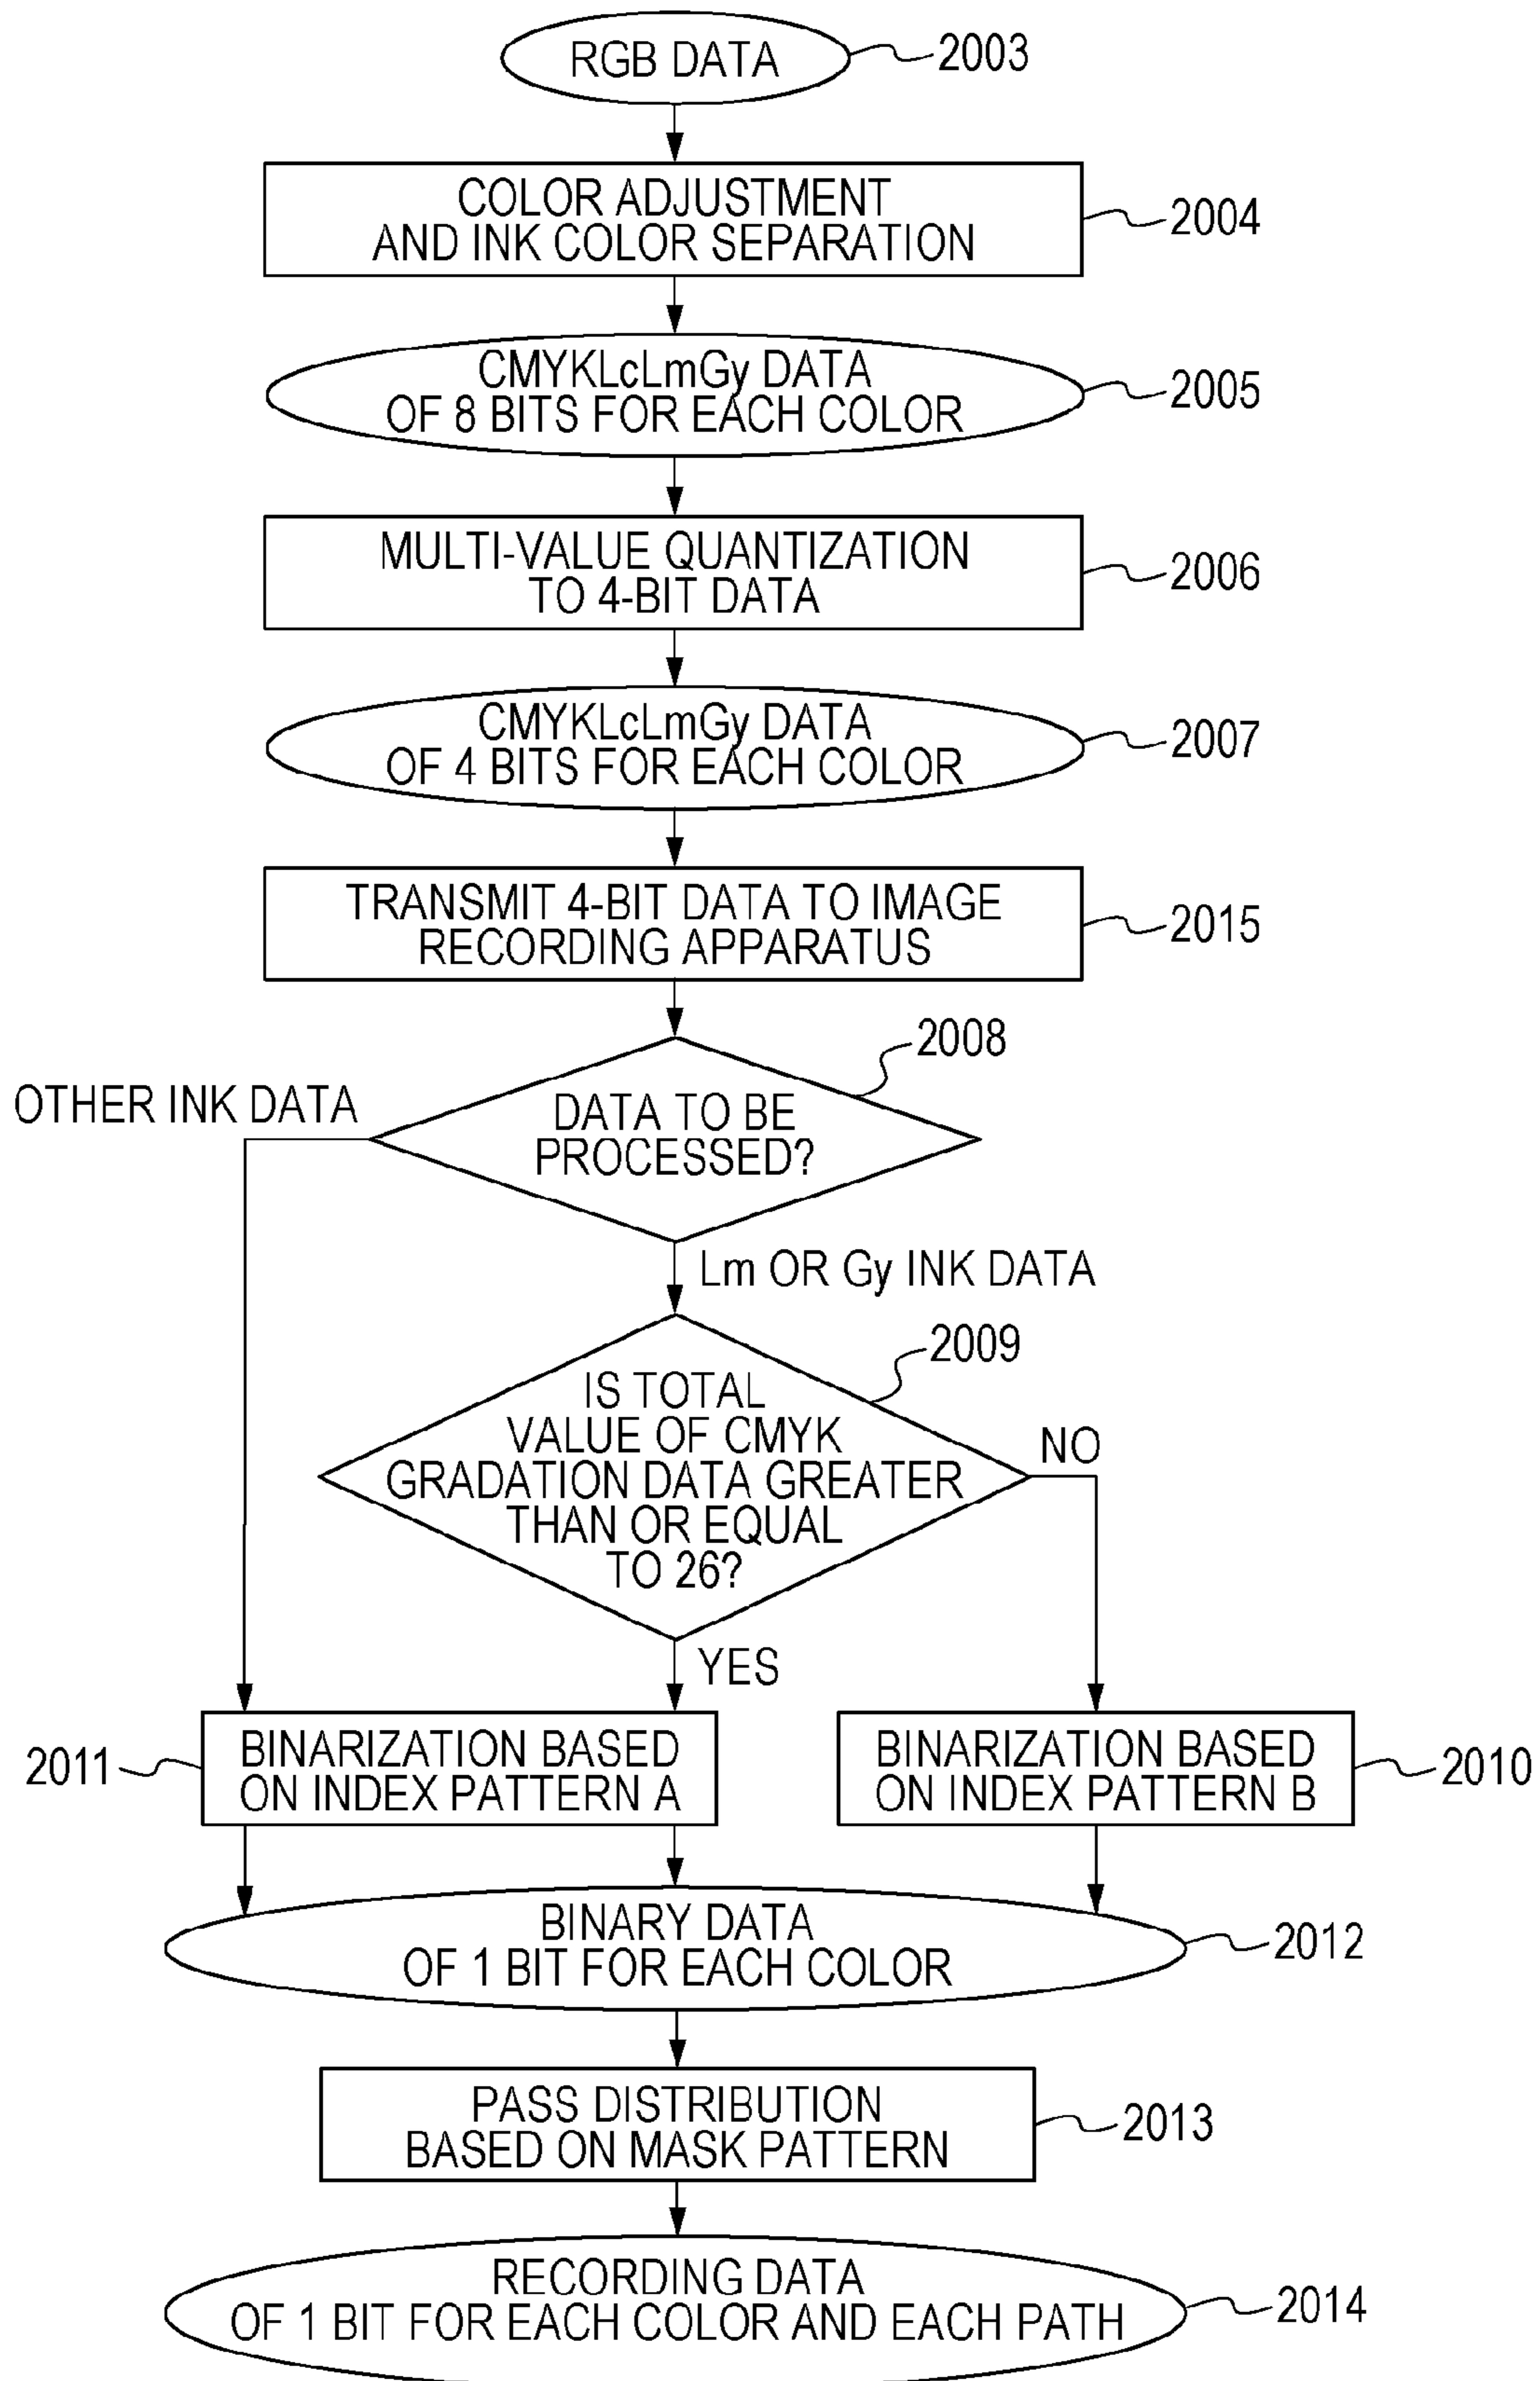 RGB DATA
2003
COLOR ADJUSTMENT
AND INK COLOR SEPARATION
2004
CMYKLcLmGy DATA
OF 8 BITS FOR EACH COLOR
2005
MULTI-VALUE QUANTIZATION
TO 4-BIT DATA
2006
CMYKLcLmGy DATA
OF 4 BITS FOR EACH COLOR
2007
TRANSMIT 4-BIT DATA TO IMAGE
RECORDING APPARATUS
2015
2008
OTHER INK DATA
DATA TO BE
PROCESSED?
Lm OR Gy INK DATA
2009
IS TOTAL
VALUE OF CMYK
GRADATION DATA GREATER
THAN OR EQUAL
TO 26?
NO
YES
2011
BINARIZATION BASED
ON INDEX PATTERN A
BINARIZATION BASED
ON INDEX PATTERN B
2010
BINARY DATA
OF 1 BIT FOR EACH COLOR
2012
PASS DISTRIBUTION
BASED ON MASK PATTERN
2013
RECORDING DATA
OF 1 BIT FOR EACH COLOR AND EACH PATH
2014